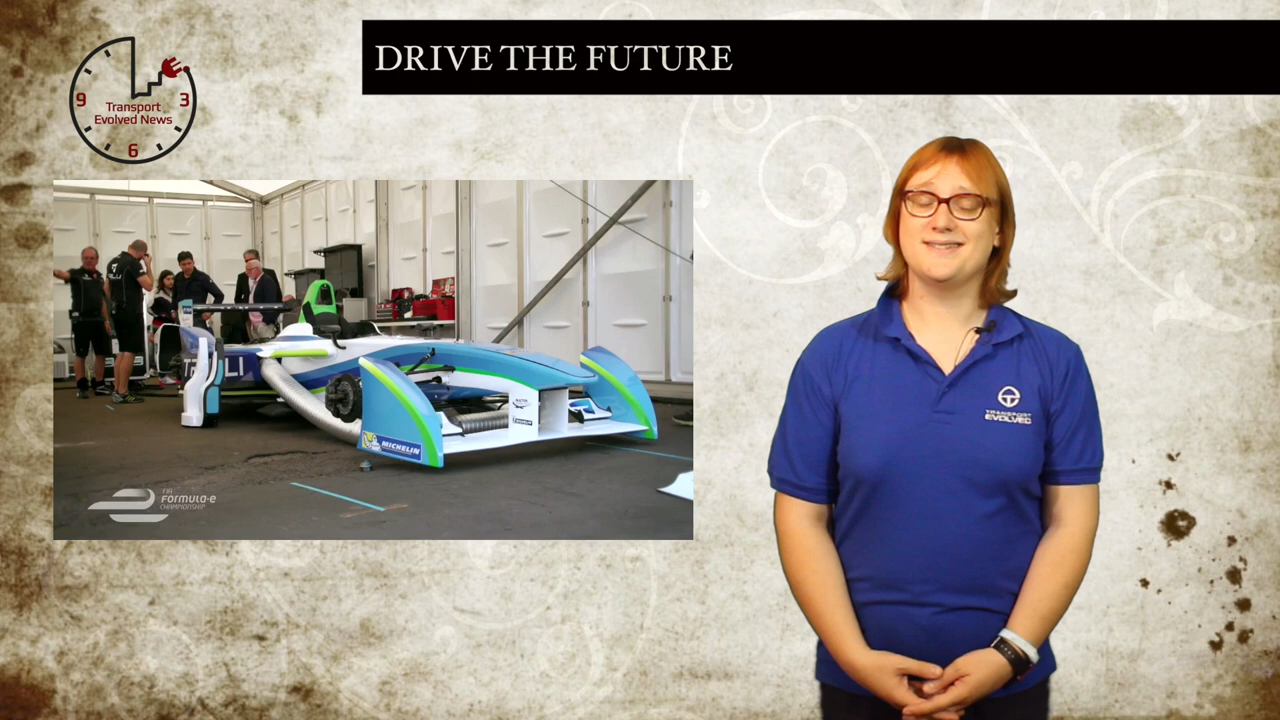 DRIVE THE FUTURE
9
3
Transport
Evolved News
6
MICHELIN
FIA
FORMULA-E
CHAMPIONSHIP
TRANSPORT
EVOLVED